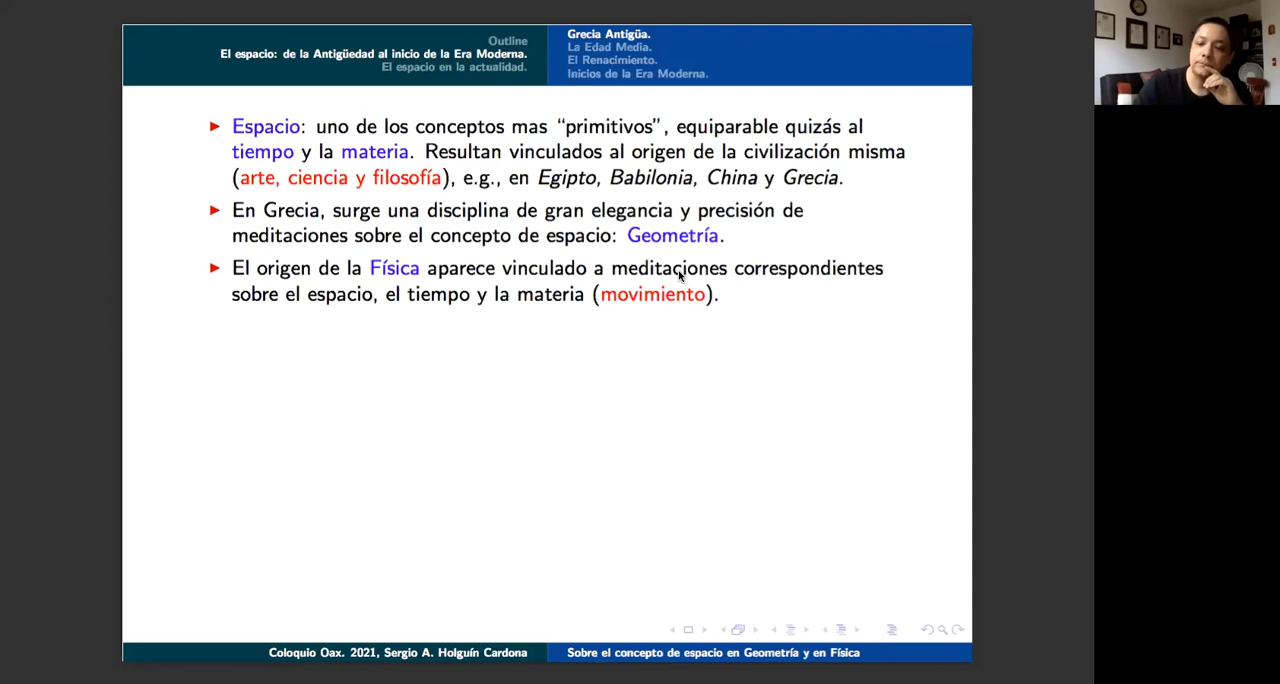 Outline
El espacio: de la Antigüedad al inicio de la Era Moderna.
El espacio en la actualidad.
Grecia Antigüa.
La Edad Media.
El Renacimiento.
Inicios de la Era Moderna.
Espacio: uno de los conceptos mas “primitivos”, equiparable quizás al
tiempo y la materia. Resultan vinculados al origen de la civilización misma
(arte, ciencia y filosofía), e.g., en Egipto, Babilonia, China y Grecia.
En Grecia, surge una disciplina de gran elegancia y precisión de
meditaciones sobre el concepto de espacio: Geometría.
El origen de la Física aparece vinculado a meditaciones correspondientes
sobre el espacio, el tiempo y la materia (movimiento).
Coloquio Oax. 2021, Sergio A. Holguín Cardona
Sobre el concepto de espacio en Geometría y en Física